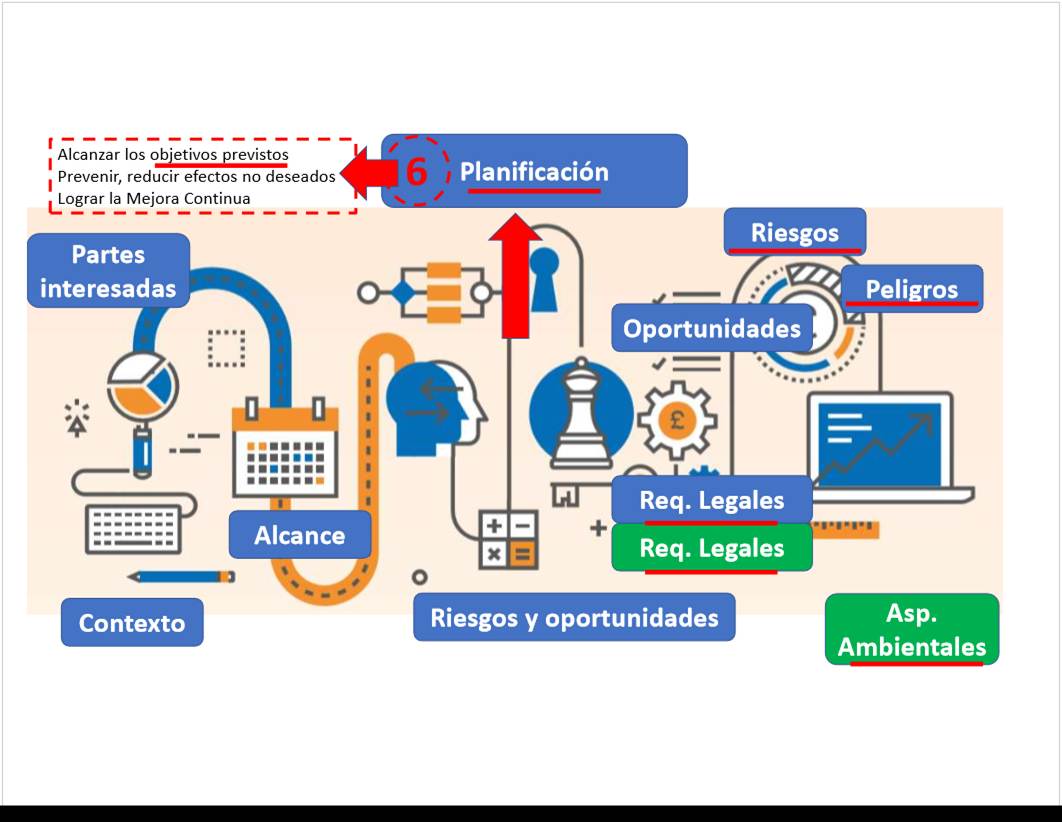 Alcanzar los objetivos previstos
Prevenir, reducir efectos no deseados
Lograr la Mejora Continua
6
Planificación
Partes
interesadas
Riesgos
Peligros
Oportunidades
£
Req. Legales
Req. Legales
Alcance
Contexto
Riesgos y oportunidades
Asp.
Ambientales